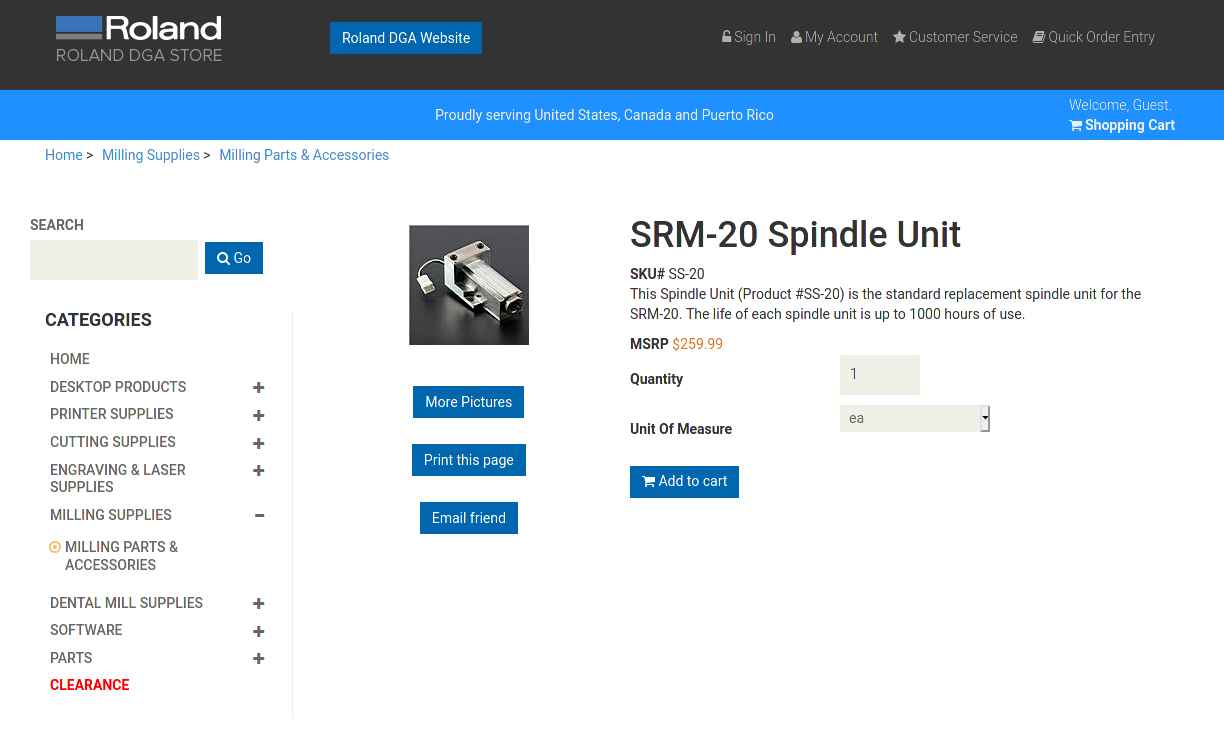 Roland
ROLAND DGA STORE
Roland DGA Website
Sign In
My Account
Customer Service
Quick Order Entry
Proudly serving United States, Canada and Puerto Rico
Welcome, Guest.
Shopping Cart
Home > Milling Supplies > Milling Parts & Accessories
SEARCH
Go
CATEGORIES
HOME
DESKTOP PRODUCTS
PRINTER SUPPLIES
CUTTING SUPPLIES
ENGRAVING & LASER
SUPPLIES
MILLING SUPPLIES
MILLING PARTS &
ACCESSORIES
DENTAL MILL SUPPLIES
SOFTWARE
PARTS
CLEARANCE
More Pictures
Print this page
Email friend
SRM-20 Spindle Unit
SKU# SS-20
This Spindle Unit (Product #SS-20) is the standard replacement spindle unit for the
SRM-20. The life of each spindle unit is up to 1000 hours of use.
MSRP $259.99
Quantity 1
Unit Of Measure ea
Add to cart